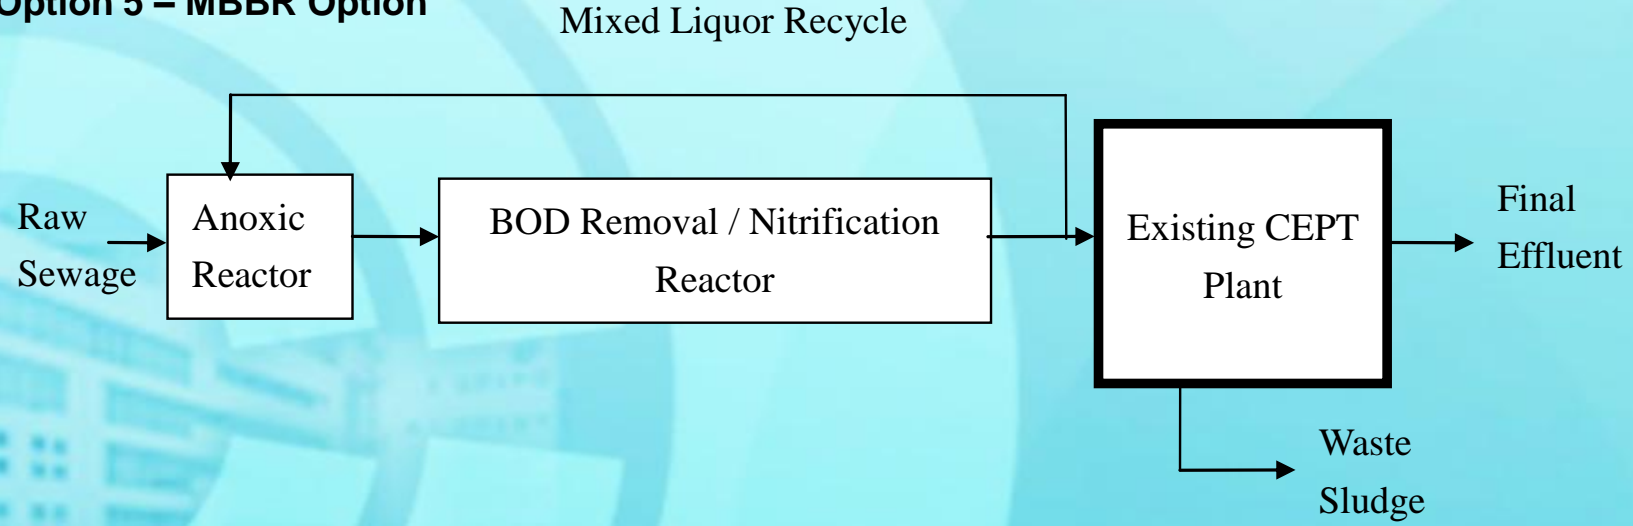 Option 5 – MBBR Option
Mixed Liquor Recycle
Raw
Sewage
Anoxic
Reactor
BOD Removal / Nitrification
Reactor
Existing CEPT
Plant
Final
Effluent
Waste
Sludge